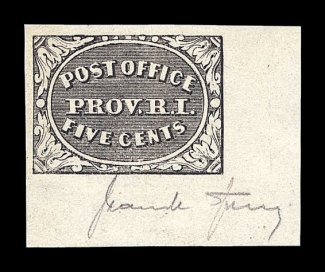 POST OFFICE
PROV. R.I.
FIVE CENTS